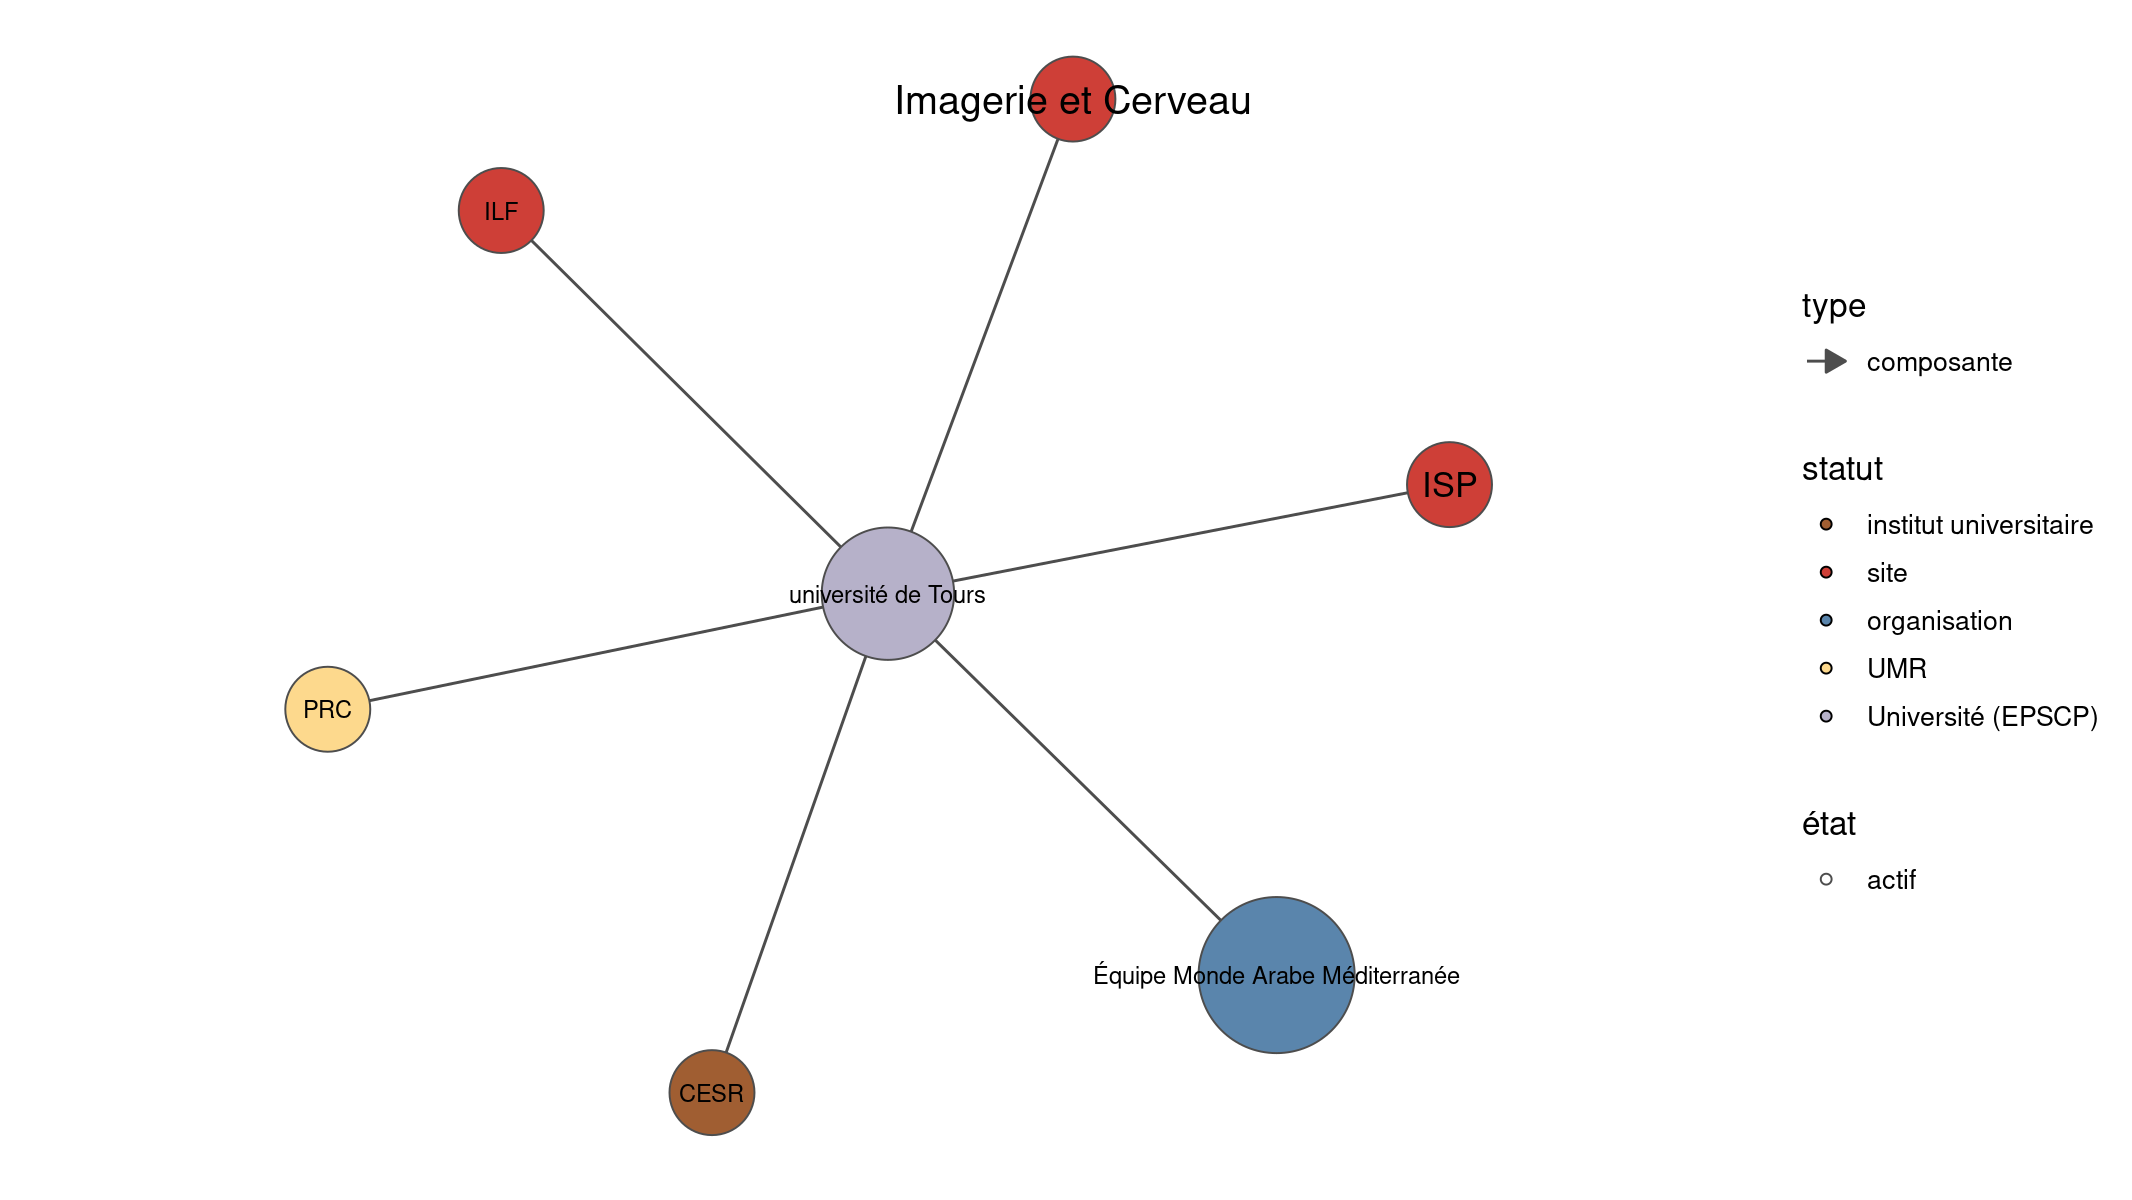 Imagerie et Cerveau
ILF
ISP
université de Tours
PRC
Équipe Monde Arabe Méditerranée
CESR
type
composante
statut
institut universitaire
site
organisation
UMR
Université (EPSCP)
état
actif